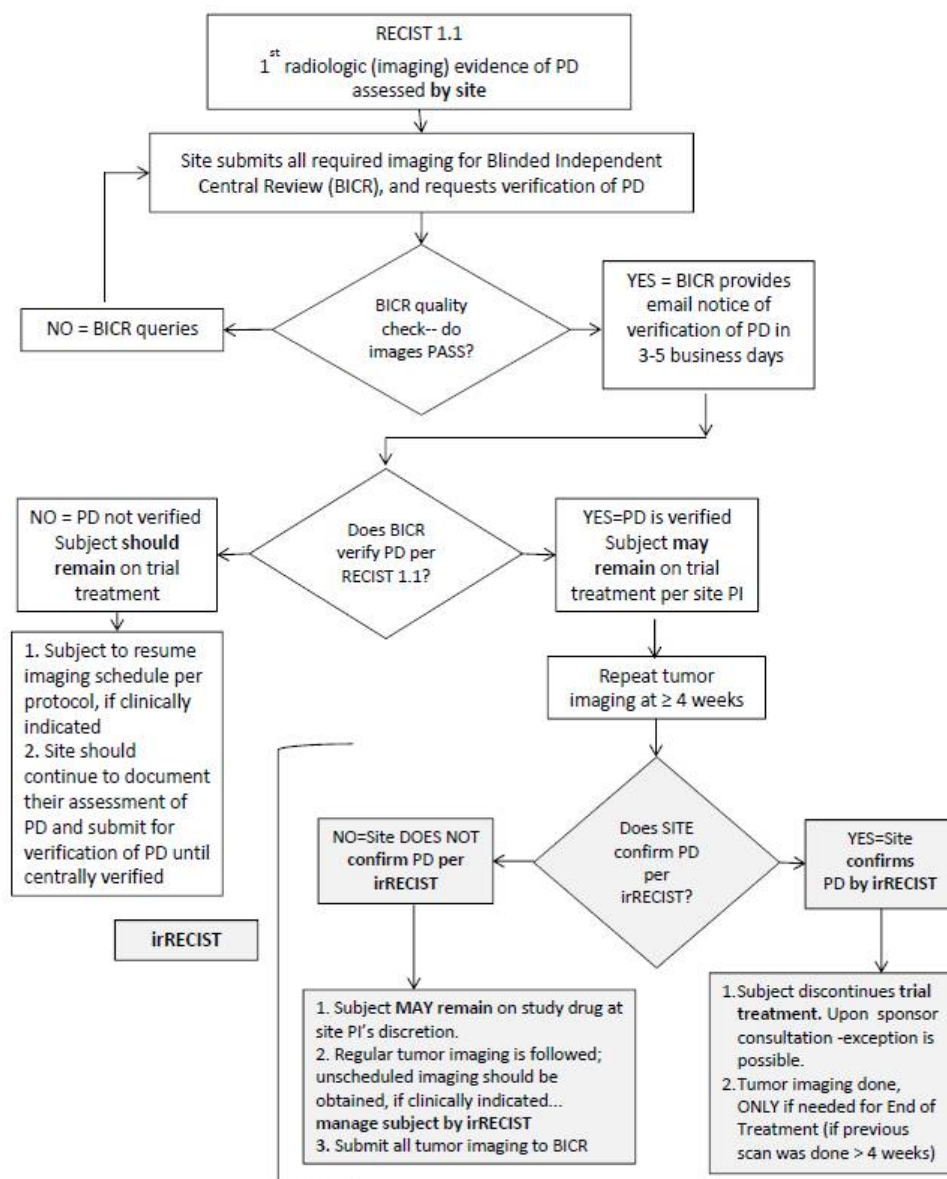 RECIST 1.1
1st radiologic (imaging) evidence of PD
assessed by site
Site submits all required imaging for Blinded Independent
Central Review (BICR), and requests verification of PD
BICR quality
check-- do
images PASS?
NO = BICR queries
YES = BICR provides
email notice of
verification of PD in
3-5 business days
Does BICR
verify PD per
RECIST 1.1?
NO = PD not verified
Subject should
remain on trial
treatment
YES=PD is verified
Subject may
remain on trial
treatment per site PI
1. Subject to resume
imaging schedule per
protocol, if clinically
indicated
2. Site should
continue to document
their assessment of
PD and submit for
verification of PD until
centrally verified
Repeat tumor
imaging at ≥ 4 weeks
irRECIST
Does SITE
confirm PD
per
irRECIST?
NO=Site DOES NOT
confirm PD per
irRECIST
YES=Site
confirms
PD by irRECIST
1. Subject MAY remain on study drug at
site PI's discretion.
2. Regular tumor imaging is followed;
unscheduled imaging should be
obtained, if clinically indicated...
manage subject by irRECIST
3. Submit all tumor imaging to BICR
1.Subject discontinues trial
treatment. Upon sponsor
consultation -exception is
possible.
2.Tumor imaging done,
ONLY if needed for End of
Treatment (if previous
scan was done > 4 weeks)